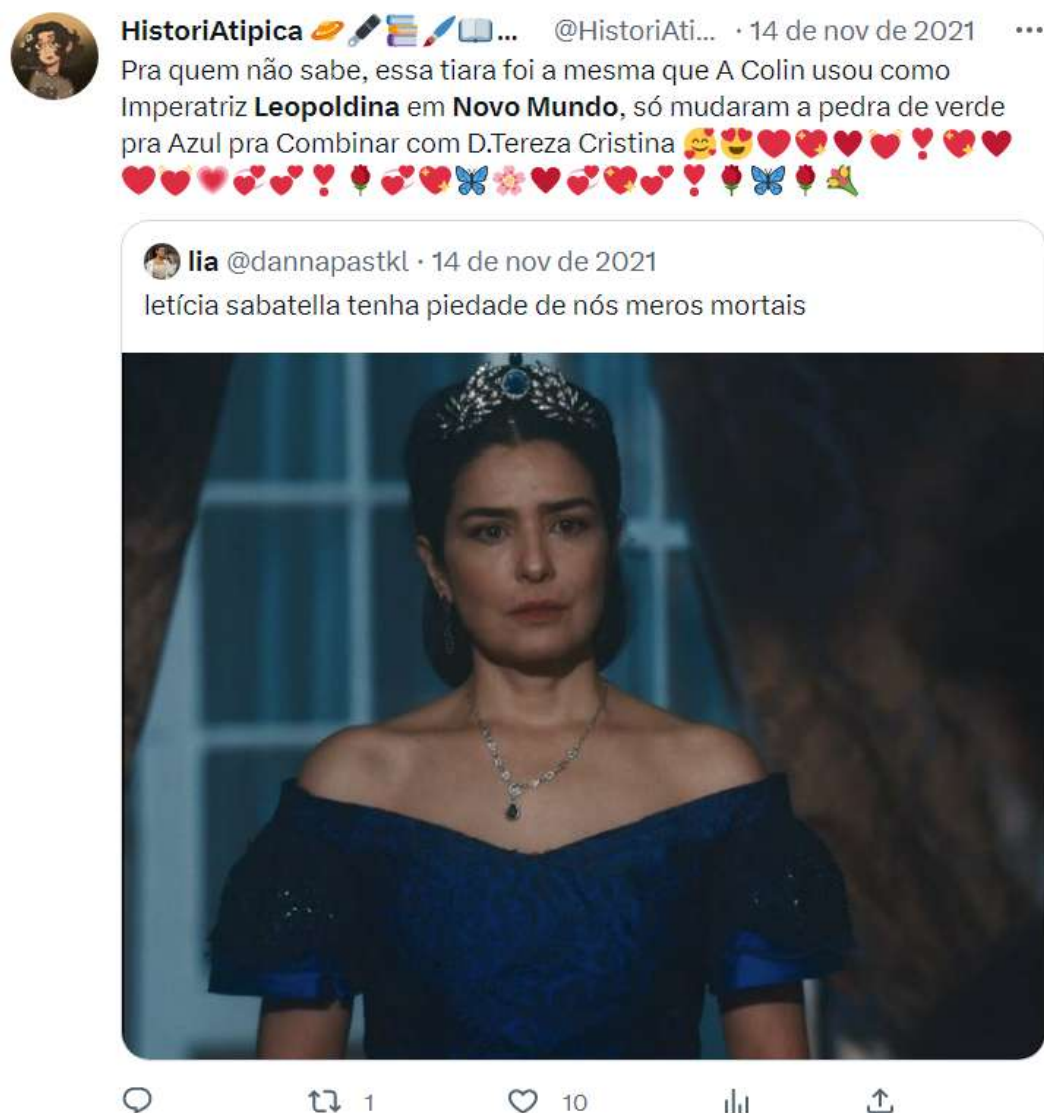 HistoriAtipica 🪐🖋️📚🖌️📖... @HistoriAti... · 14 de nov de 2021 ···
Pra quem não sabe, essa tiara foi a mesma que A Colin usou como
Imperatriz Leopoldina em Novo Mundo, só mudaram a pedra de verde
pra Azul pra Combinar com D.Tereza Cristina 🥰😍❤️💖♥️💓❣️💖♥️
❤️💓💗💞💕❣️🌹💞💖🦋🌸♥️💞💖💕❣️🌹🦋🌹💐
lia @dannapastkl · 14 de nov de 2021
letícia sabatella tenha piedade de nós meros mortais
1 10